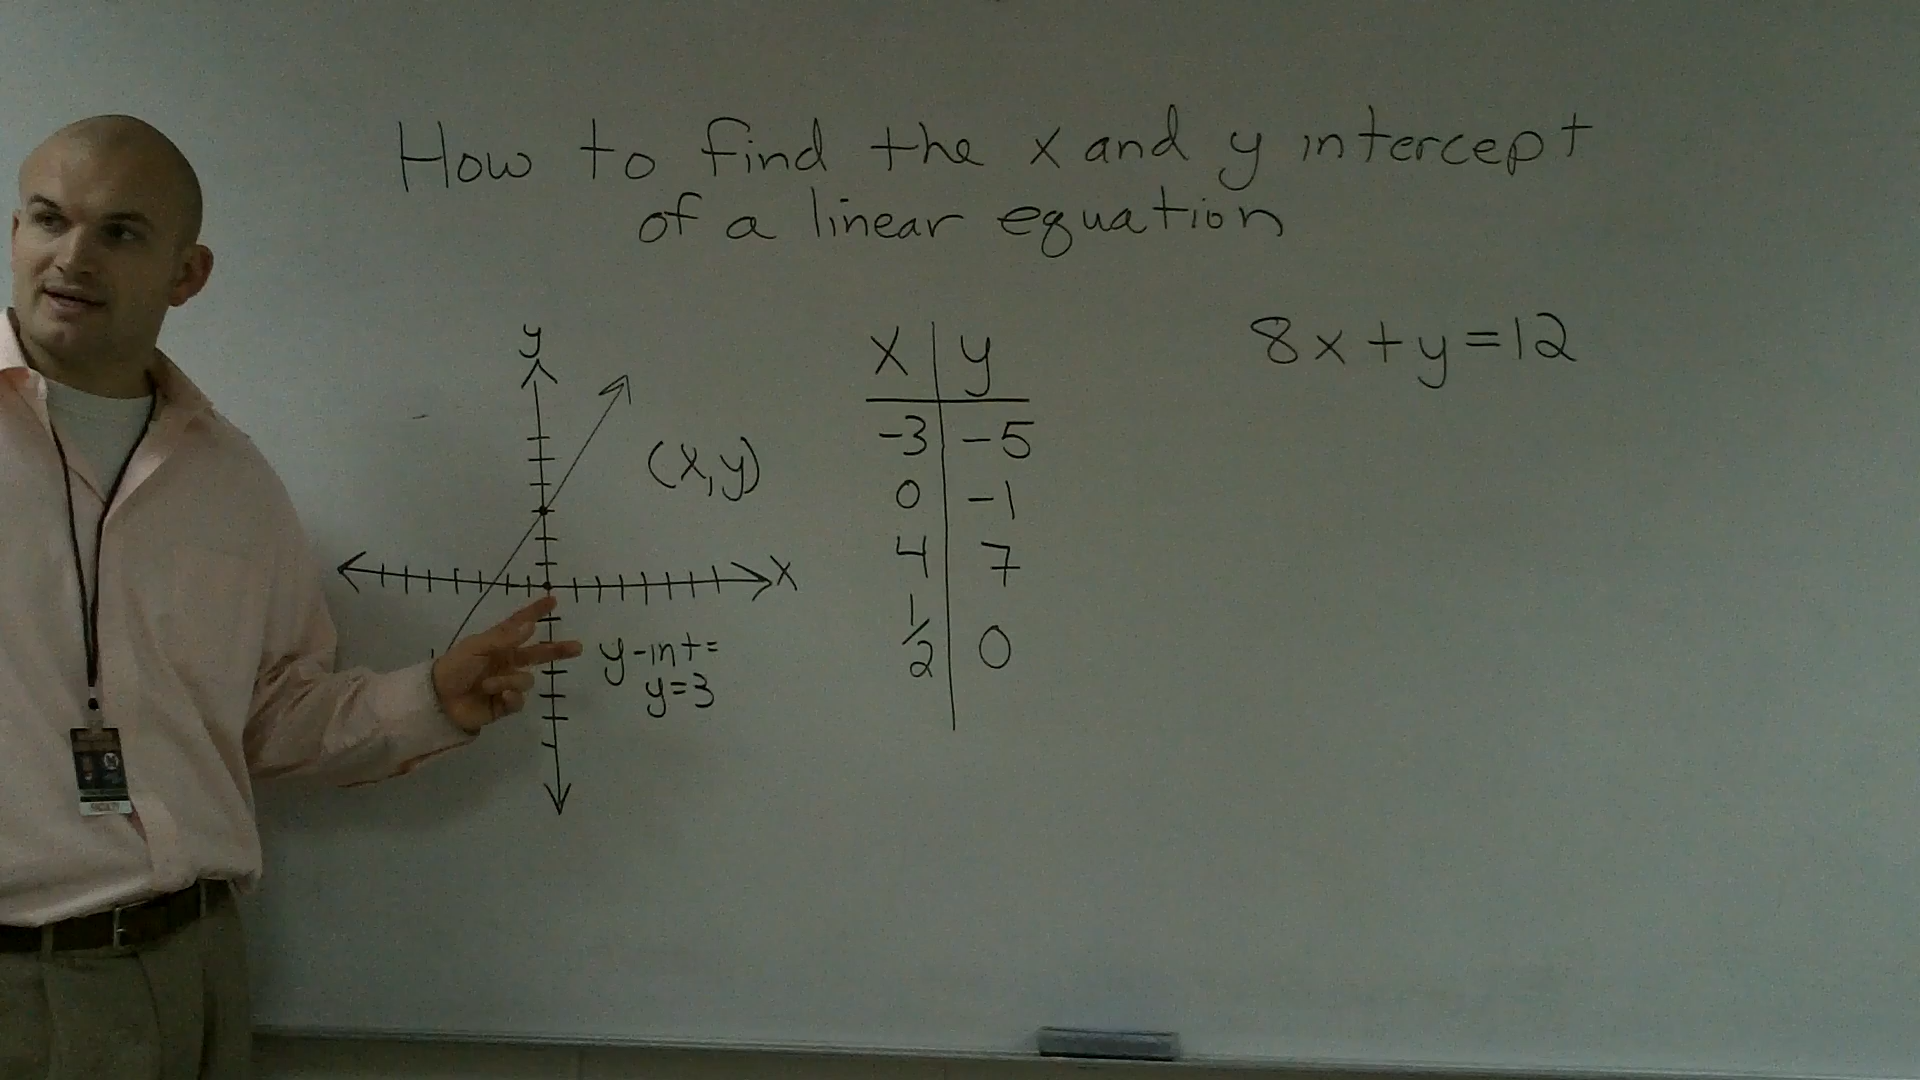 How to find the x and y intercept
of a linear equation
y
(x,y)
X
y-int=
y=3
X y
-3 -5
0 -1
4 7
1/2 0
8x+y=12